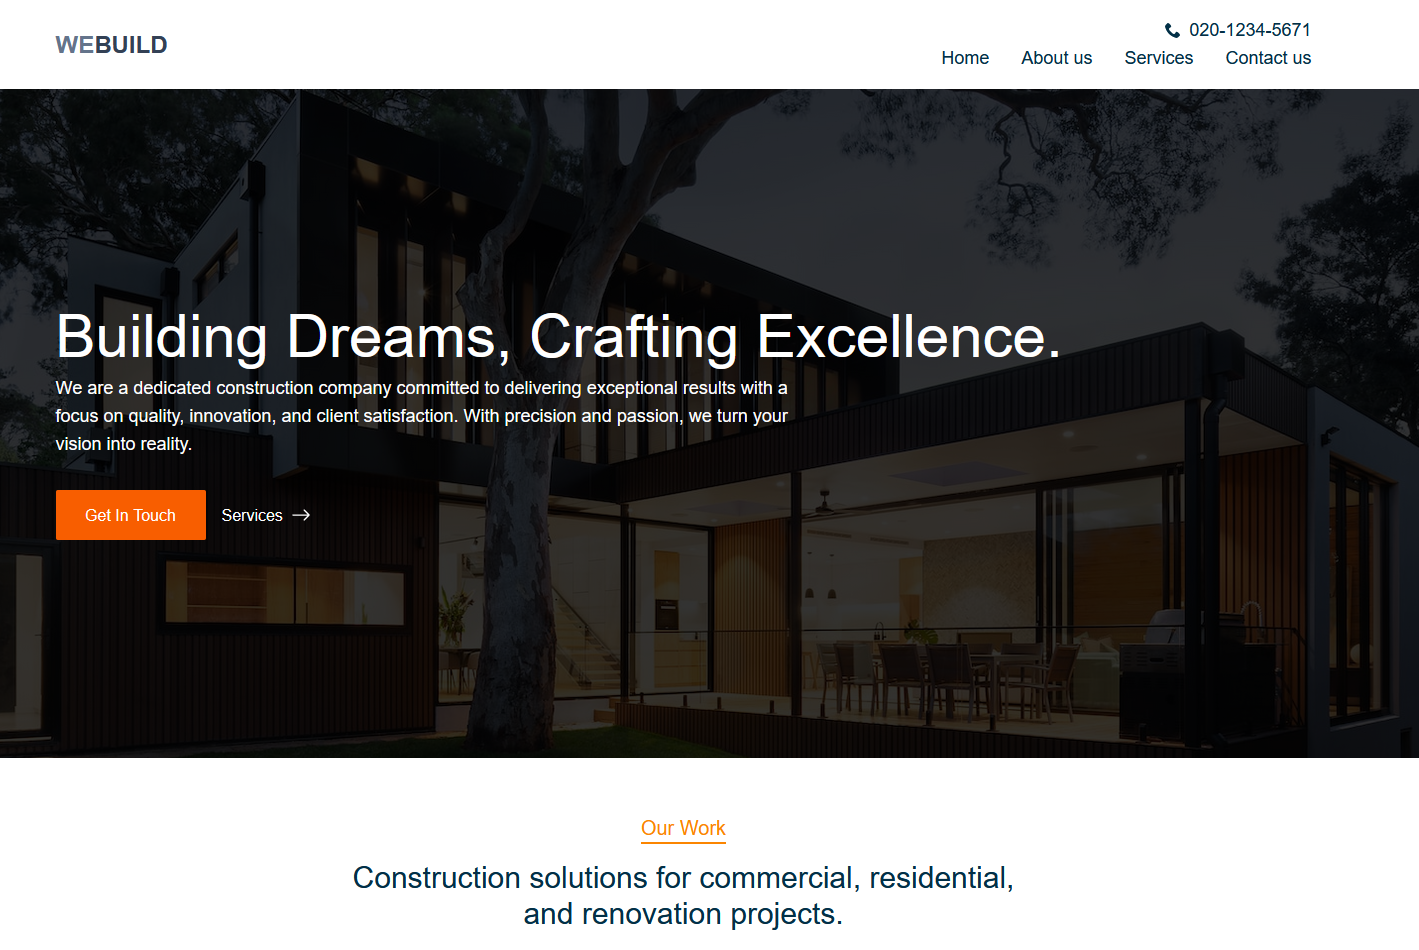 WEBUILD
020-1234-5671
Home About us Services Contact us
Building Dreams, Crafting Excellence.
We are a dedicated construction company committed to delivering exceptional results with a
focus on quality, innovation, and client satisfaction. With precision and passion, we turn your
vision into reality.
Get In Touch Services
Our Work
Construction solutions for commercial, residential,
and renovation projects.